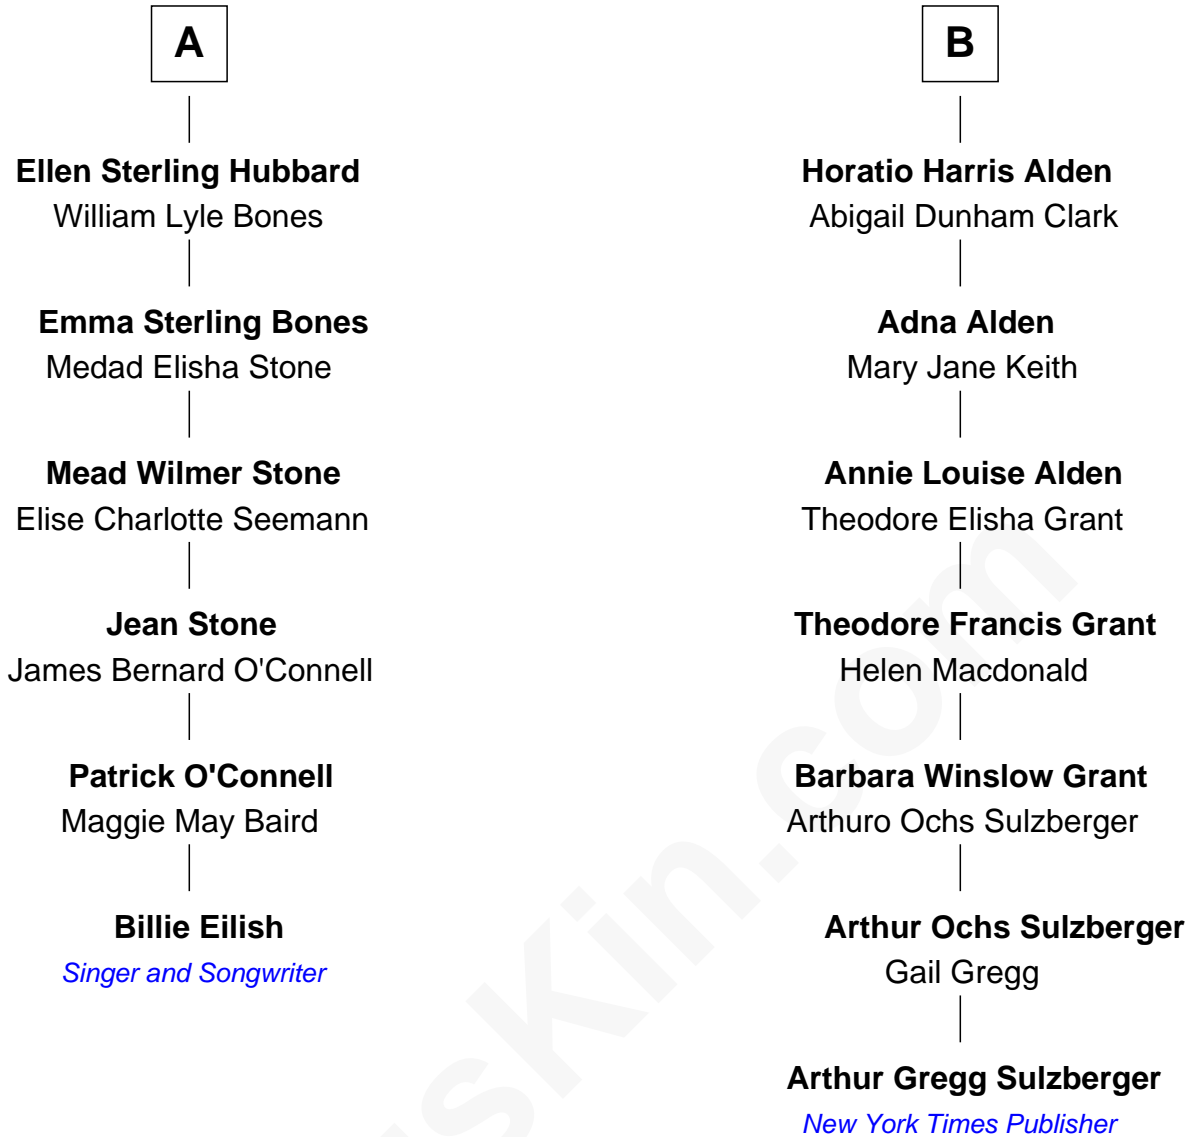 A
Ellen Sterling Hubbard
William Lyle Bones
Emma Sterling Bones
Medad Elisha Stone
Mead Wilmer Stone
Elise Charlotte Seemann
Jean Stone
James Bernard O'Connell
Patrick O'Connell
Maggie May Baird
Billie Eilish
Singer and Songwriter
B
Horatio Harris Alden
Abigail Dunham Clark
Adna Alden
Mary Jane Keith
Annie Louise Alden
Theodore Elisha Grant
Theodore Francis Grant
Helen Macdonald
Barbara Winslow Grant
Arthuro Ochs Sulzberger
Arthur Ochs Sulzberger
Gail Gregg
Arthur Gregg Sulzberger
New York Times Publisher
sKin.com